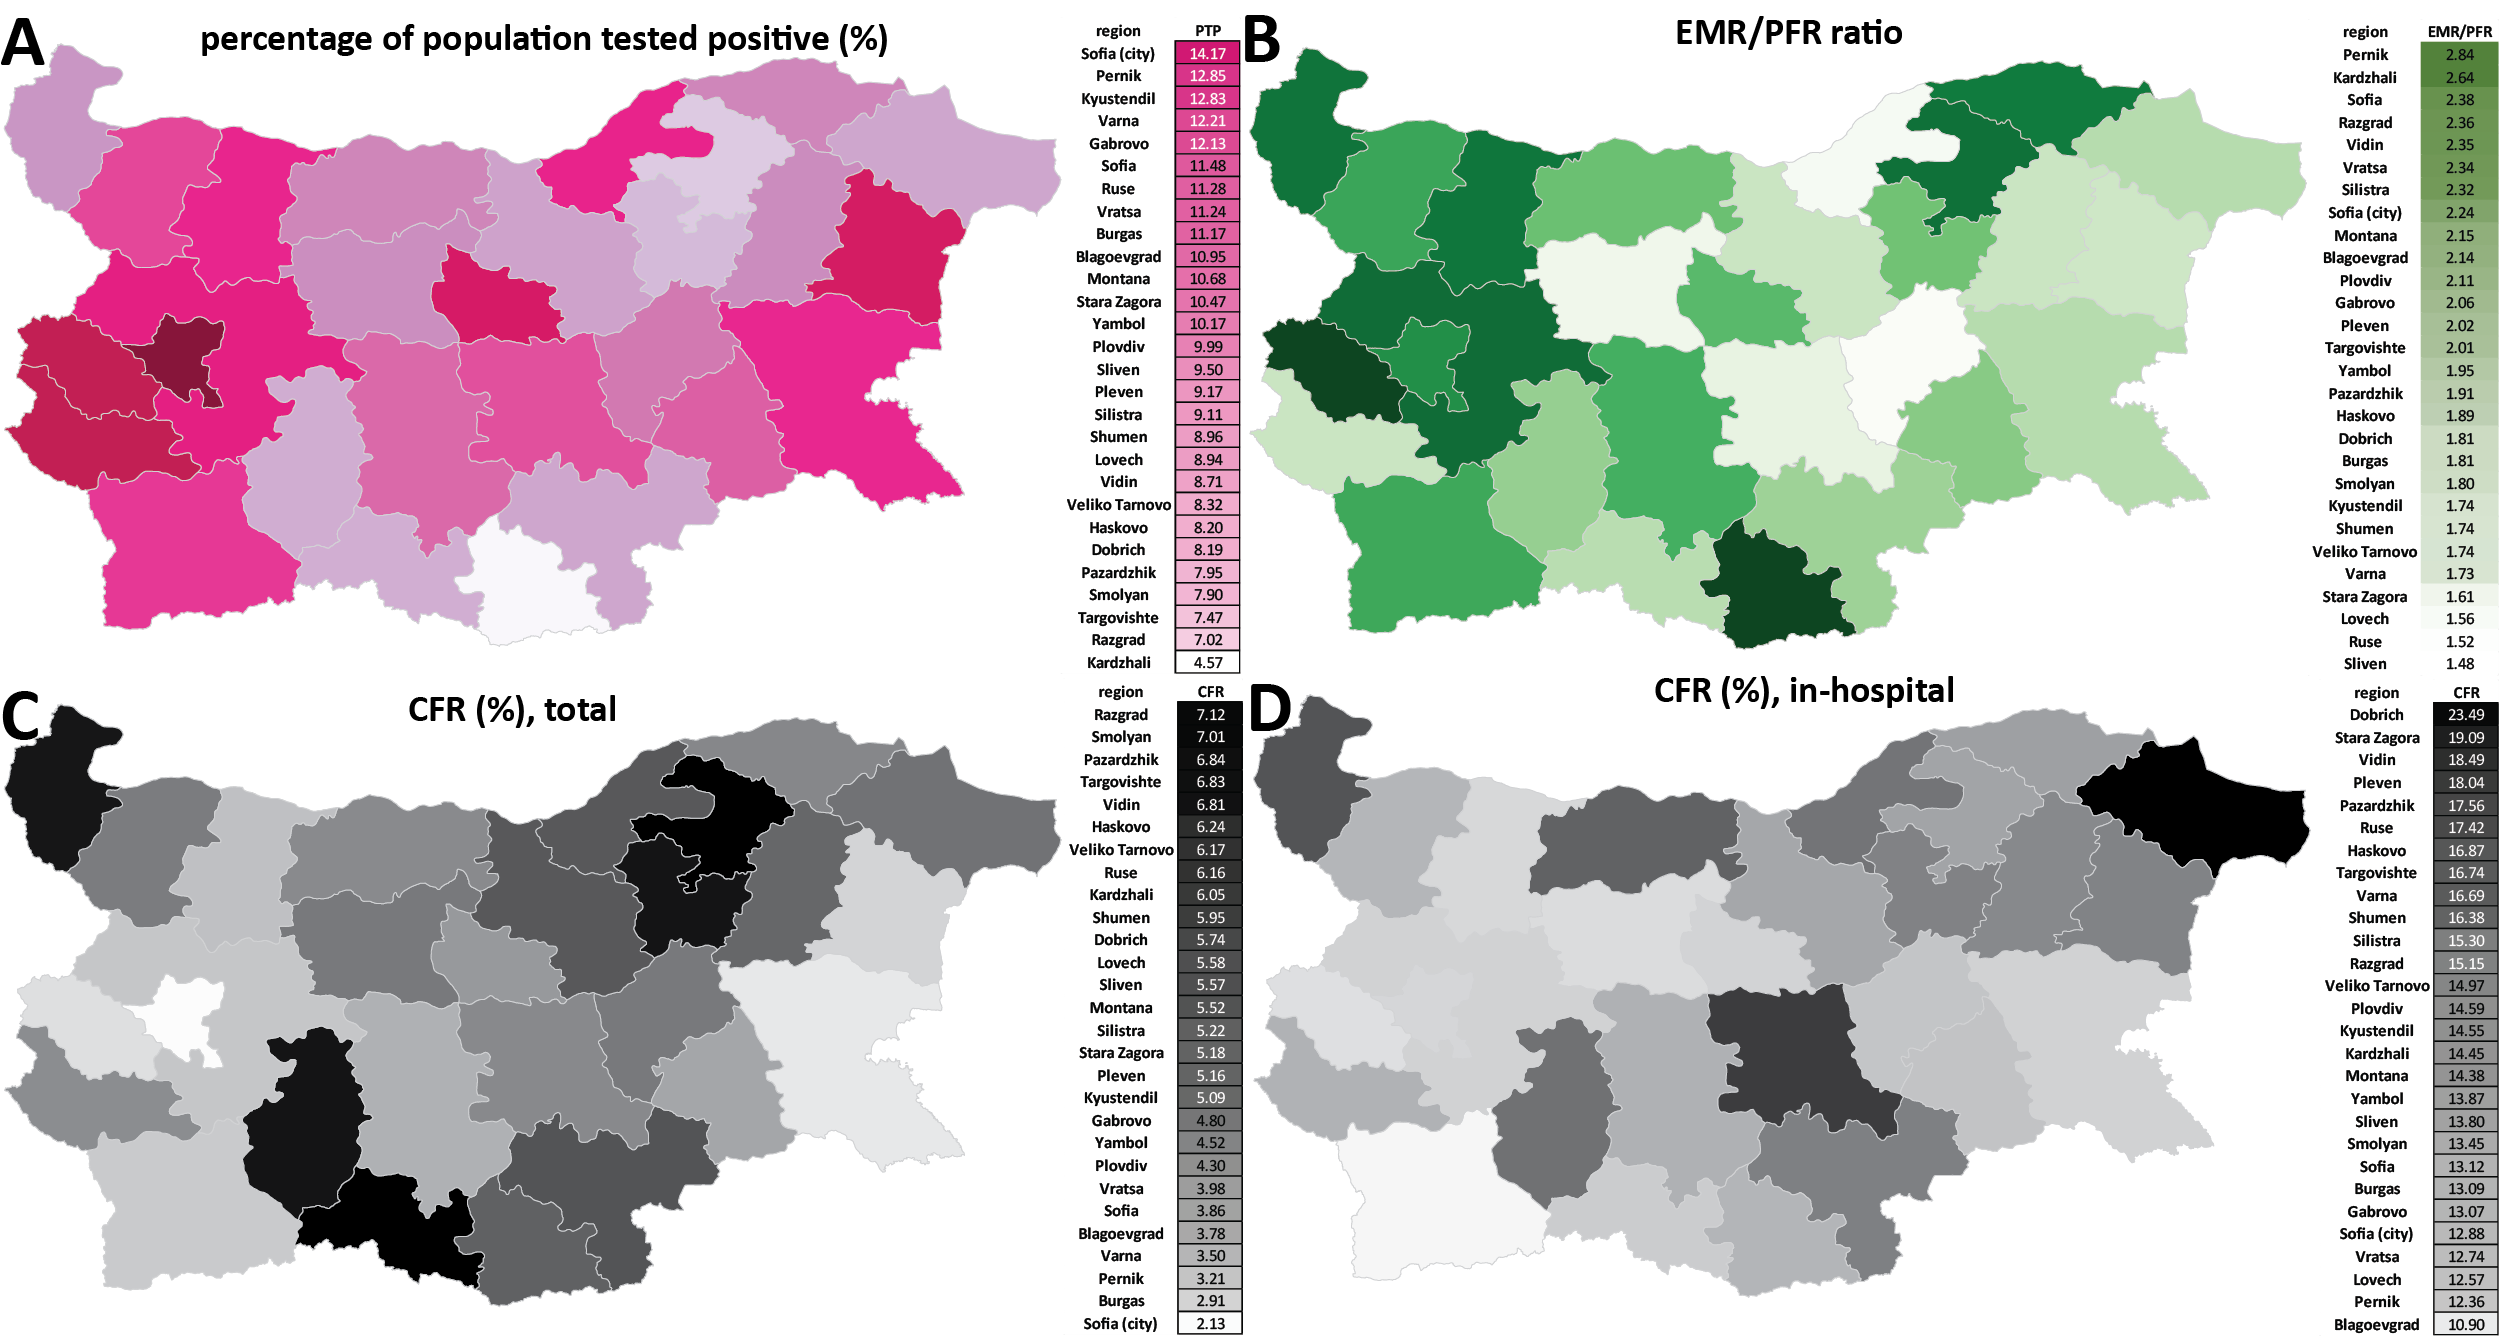 A
percentage of population tested positive (%)
region PTP
Sofia (city) 14.17
Pernik 12.85
Kyustendil 12.83
Varna 12.21
Gabrovo 12.13
Sofia 11.48
Ruse 11.28
Vratsa 11.24
Burgas 11.17
Blagoevgrad 10.95
Montana 10.68
Stara Zagora 10.47
Yambol 10.17
Plovdiv 9.99
Sliven 9.50
Pleven 9.17
Silistra 9.11
Shumen 8.96
Lovech 8.94
Vidin 8.71
Veliko Tarnovo 8.32
Haskovo 8.20
Dobrich 8.19
Pazardzhik 7.95
Smolyan 7.90
Targovishte 7.47
Razgrad 7.02
Kardzhali 4.57
B
EMR/PFR ratio
region EMR/PFR
Pernik 2.84
Kardzhali 2.64
Sofia 2.38
Razgrad 2.36
Vidin 2.35
Vratsa 2.34
Silistra 2.32
Sofia (city) 2.24
Montana 2.15
Blagoevgrad 2.14
Plovdiv 2.11
Gabrovo 2.06
Pleven 2.02
Targovishte 2.01
Yambol 1.95
Pazardzhik 1.91
Haskovo 1.89
Dobrich 1.81
Burgas 1.81
Smolyan 1.80
Kyustendil 1.74
Shumen 1.74
Veliko Tarnovo 1.74
Varna 1.73
Stara Zagora 1.61
Lovech 1.56
Ruse 1.52
Sliven 1.48
C
CFR (%), total
region CFR
Razgrad 7.12
Smolyan 7.01
Pazardzhik 6.84
Targovishte 6.83
Vidin 6.81
Haskovo 6.24
Veliko Tarnovo 6.17
Ruse 6.16
Kardzhali 6.05
Shumen 5.95
Dobrich 5.74
Lovech 5.58
Sliven 5.57
Montana 5.52
Silistra 5.22
Stara Zagora 5.18
Pleven 5.16
Kyustendil 5.09
Gabrovo 4.80
Yambol 4.52
Plovdiv 4.30
Vratsa 3.98
Sofia 3.86
Blagoevgrad 3.78
Varna 3.50
Pernik 3.21
Burgas 2.91
Sofia (city) 2.13
D
CFR (%), in-hospital
region CFR
Dobrich 23.49
Stara Zagora 19.09
Vidin 18.49
Pleven 18.04
Pazardzhik 17.56
Ruse 17.42
Haskovo 16.87
Targovishte 16.74
Varna 16.69
Shumen 16.38
Silistra 15.30
Razgrad 15.15
Veliko Tarnovo 14.97
Plovdiv 14.59
Kyustendil 14.55
Kardzhali 14.45
Montana 14.38
Yambol 13.87
Sliven 13.80
Smolyan 13.45
Sofia 13.12
Burgas 13.09
Gabrovo 13.07
Sofia (city) 12.88
Vratsa 12.74
Lovech 12.57
Pernik 12.36
Blagoevgrad 10.90